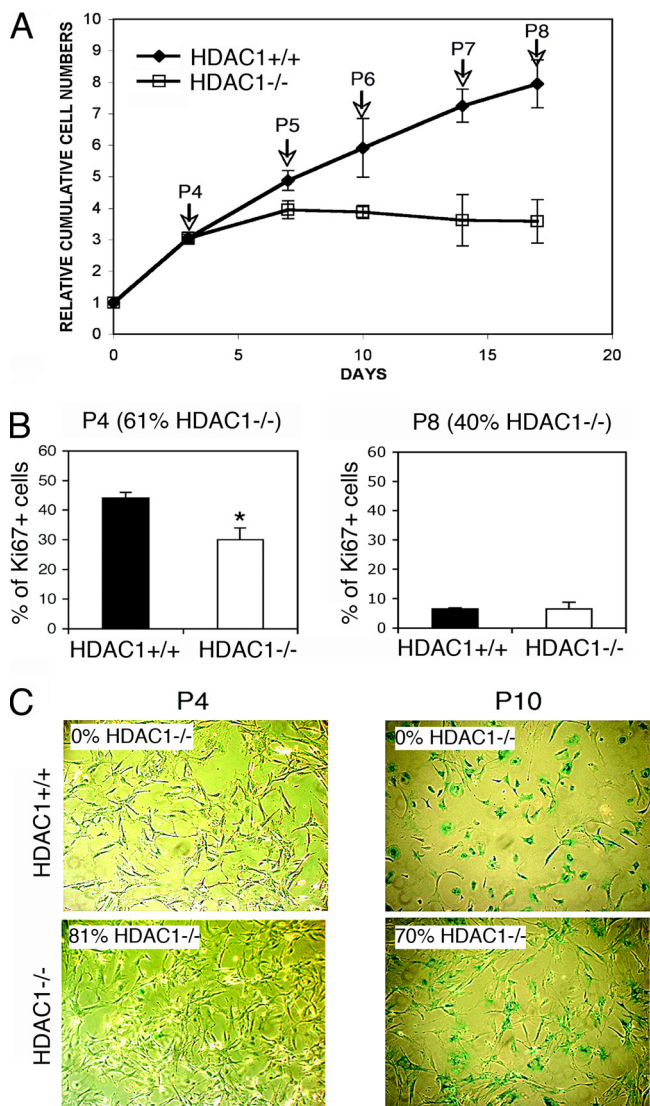 A
RELATIVE CUMULATIVE CELL NUMBERS
10
9
8
7
6
5
4
3
2
1
0
HDAC1+/+
HDAC1-/-
P4
P5
P6
P7
P8
0
5
10
15
20
DAYS
B
P4 (61% HDAC1-/-)
% of Ki67+ cells
60
50
40
30
20
10
0
*
HDAC1+/+
HDAC1-/-
P8 (40% HDAC1-/-)
% of Ki67+ cells
60
50
40
30
20
10
0
HDAC1+/+
HDAC1-/-
C
P4
P10
HDAC1+/+
0% HDAC1-/-
0% HDAC1-/-
HDAC1-/-
81% HDAC1-/-
70% HDAC1-/-